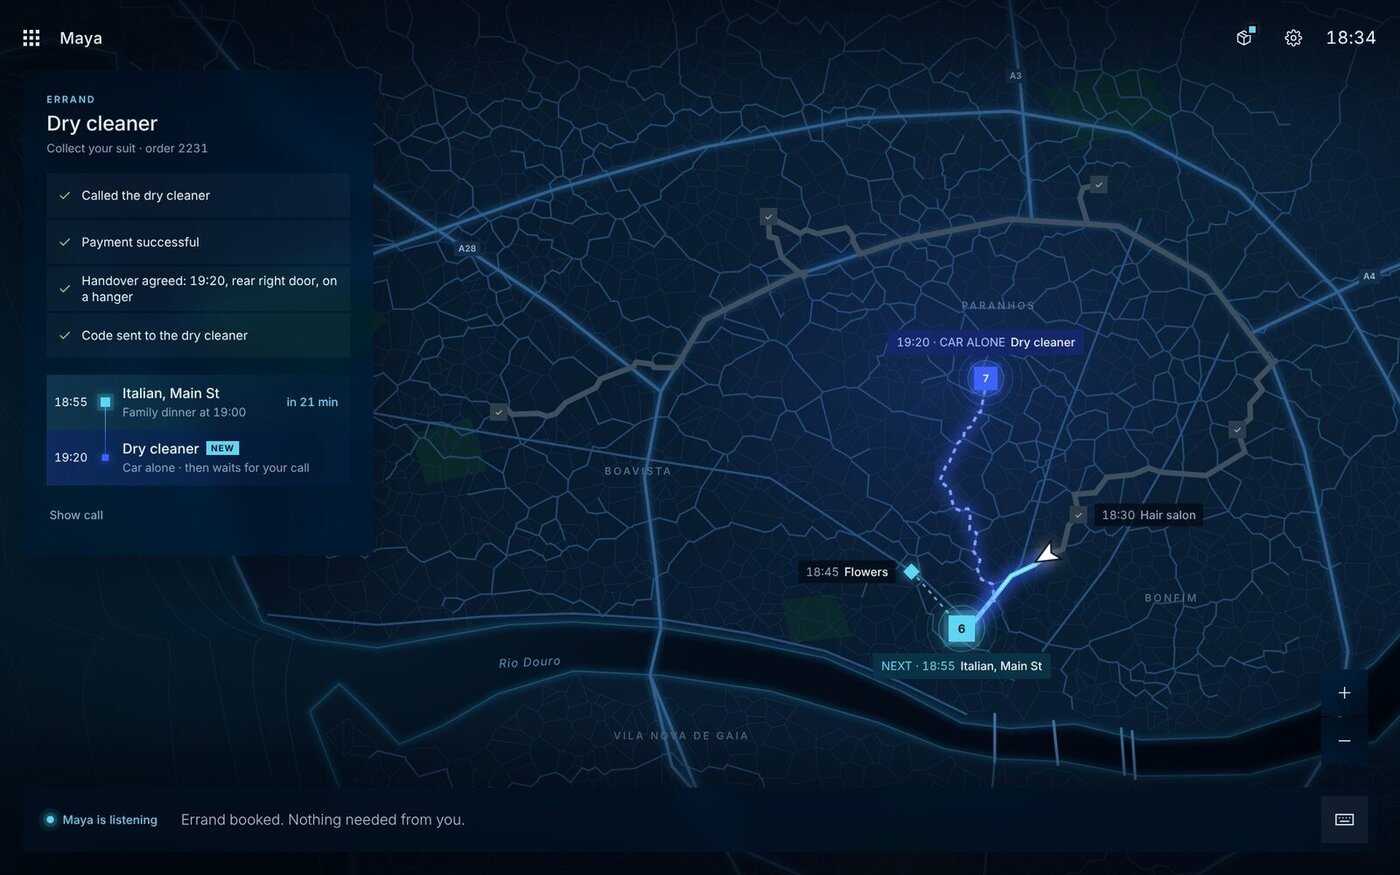 Maya
18:34
ERRAND
Dry cleaner
Collect your suit · order 2231
Called the dry cleaner
Payment successful
Handover agreed: 19:20, rear right door, on
a hanger
Code sent to the dry cleaner
18:55
Italian, Main St
Family dinner at 19:00
in 21 min
19:20
Dry cleaner NEW
Car alone · then waits for your call
Show call
A3
A28
A4
PARANHOS
19:20 · CAR ALONE Dry cleaner
7
BOAVISTA
18:30 Hair salon
18:45 Flowers
BONFIM
6
NEXT · 18:55 Italian, Main St
Rio Douro
VILA NOVA DE GAIA
+
−
Maya is listening
Errand booked. Nothing needed from you.